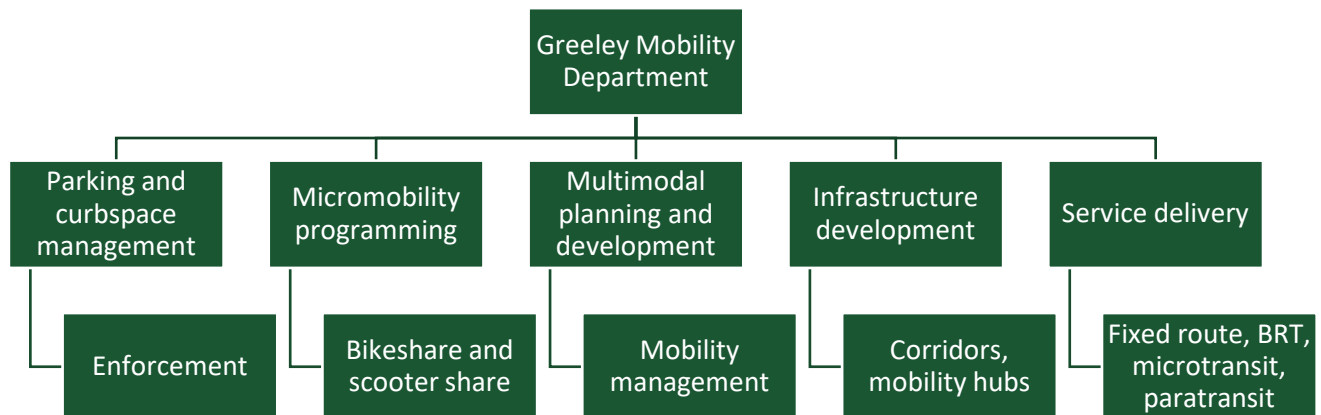 Greeley Mobility
Department
Parking and
curbspace
management
Micromobility
programming
Multimodal
planning and
development
Infrastructure
development
Service delivery
Enforcement
Bikeshare and
scooter share
Mobility
management
Corridors,
mobility hubs
Fixed route, BRT,
microtransit,
paratransit